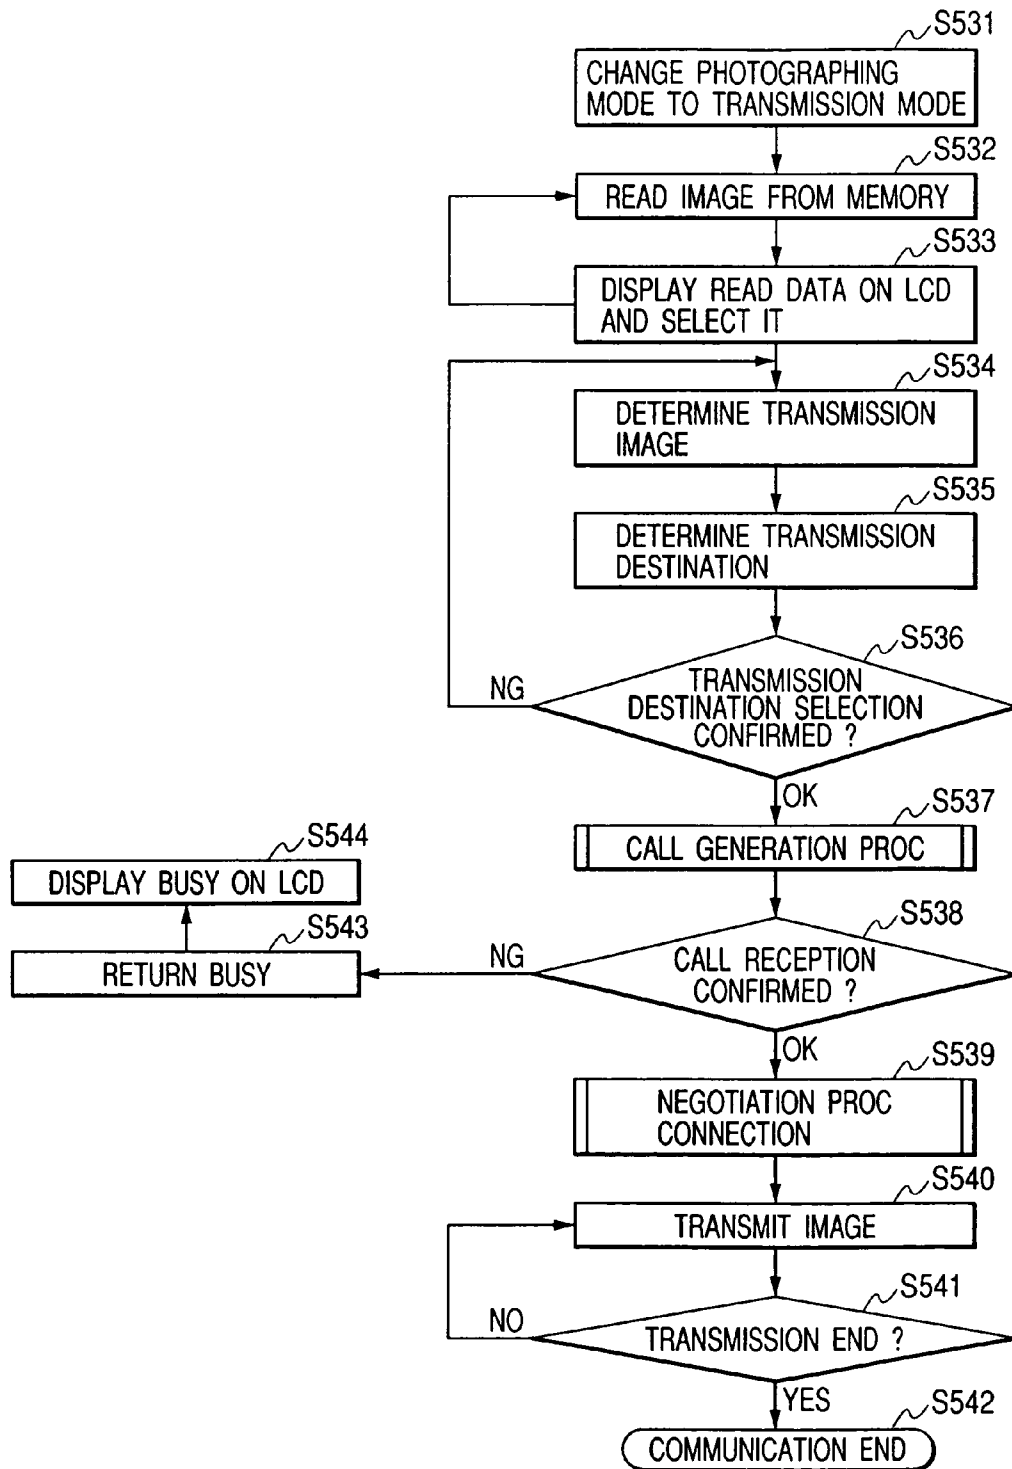 S531
CHANGE PHOTOGRAPHING
MODE TO TRANSMISSION MODE
S532
READ IMAGE FROM MEMORY
S533
DISPLAY READ DATA ON LCD
AND SELECT IT
S534
DETERMINE TRANSMISSION
IMAGE
S535
DETERMINE TRANSMISSION
DESTINATION
S536
NG
TRANSMISSION
DESTINATION SELECTION
CONFIRMED ?
OK
S537
CALL GENERATION PROC
S544
DISPLAY BUSY ON LCD
S543
RETURN BUSY
S538
NG
CALL RECEPTION
CONFIRMED ?
OK
S539
NEGOTIATION PROC
CONNECTION
S540
TRANSMIT IMAGE
S541
NO
TRANSMISSION END ?
YES
S542
COMMUNICATION END